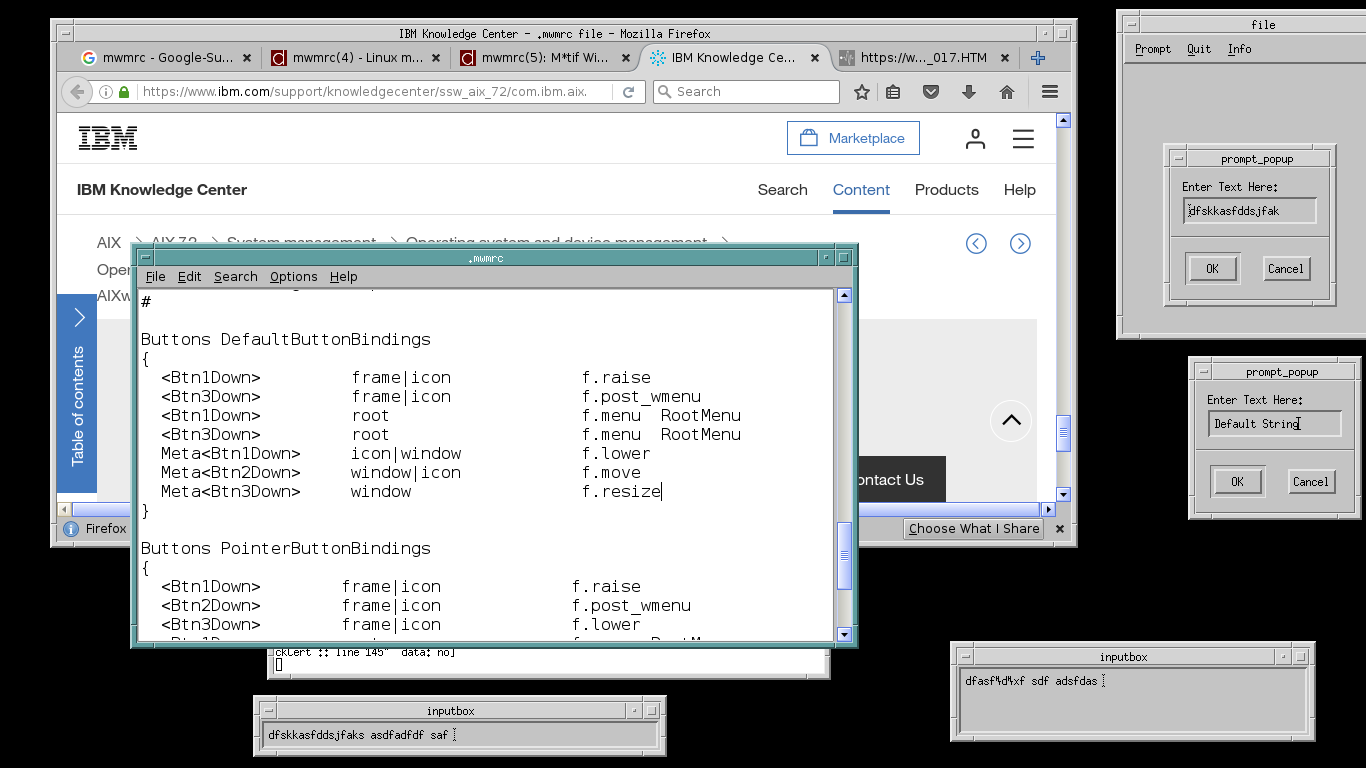 IBM Knowledge Center - .mwmrc file - Mozilla Firefox
mwmrc - Google-Su...
mwmrc(4) - Linux m...
mwmrc(5): M*tif Wi...
IBM Knowledge Ce...
https://w..._017.HTM
https://www.ibm.com/support/knowledgecenter/ssw_aix_72/com.ibm.aix.
Search
IBM
Marketplace
IBM Knowledge Center
Search Content Products Help
AIX AIX 7.2 System management Operating system and device management
Oper
AIXw
Table of contents
ontact Us
Firefox
Choose What I Share
.mwmrc
File Edit Search Options Help
#
Buttons DefaultButtonBindings
{
<Btn1Down> frame|icon f.raise
<Btn3Down> frame|icon f.post_wmenu
<Btn1Down> root f.menu RootMenu
<Btn3Down> root f.menu RootMenu
Meta<Btn1Down> icon|window f.lower
Meta<Btn2Down> window|icon f.move
Meta<Btn3Down> window f.resize
}
Buttons PointerButtonBindings
{
<Btn1Down> frame|icon f.raise
<Btn2Down> frame|icon f.post_wmenu
<Btn3Down> frame|icon f.lower
ckCert :: line 145" data: no]
inputbox
dfskkasfddsjfaks asdfadfdf saf
file
Prompt Quit Info
prompt_popup
Enter Text Here:
dfskkasfddsjfak
OK Cancel
prompt_popup
Enter Text Here:
Default String
OK Cancel
inputbox
dfasf4d4xf sdf adsfdas